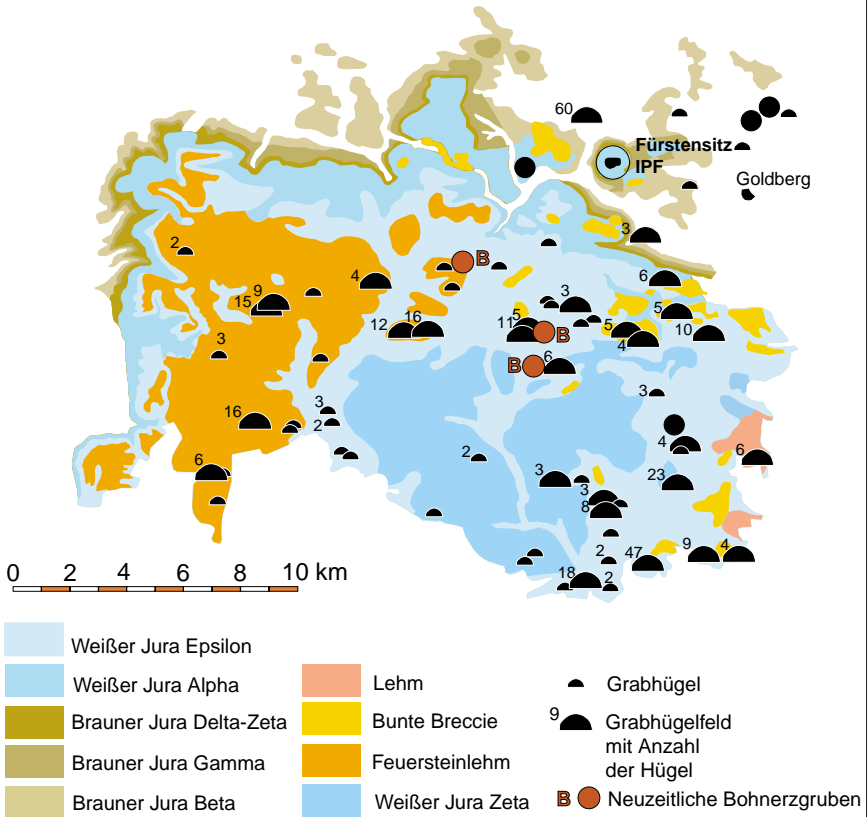 60
Fürstensitz
IPF
Goldberg
3
2
B
4
6
9
15
3
5
16
12
5
11
B
5
10
4
3
B
6
3
3
16
2
4
6
2
6
3
23
3
8
47
9
4
2
18
2
0 2 4 6 8 10 km
Weißer Jura Epsilon
Weißer Jura Alpha
Brauner Jura Delta-Zeta
Brauner Jura Gamma
Brauner Jura Beta
Lehm
Bunte Breccie
Feuersteinlehm
Weißer Jura Zeta
Grabhügel
9 Grabhügelfeld
mit Anzahl
der Hügel
B Neuzeitliche Bohnerzgruben